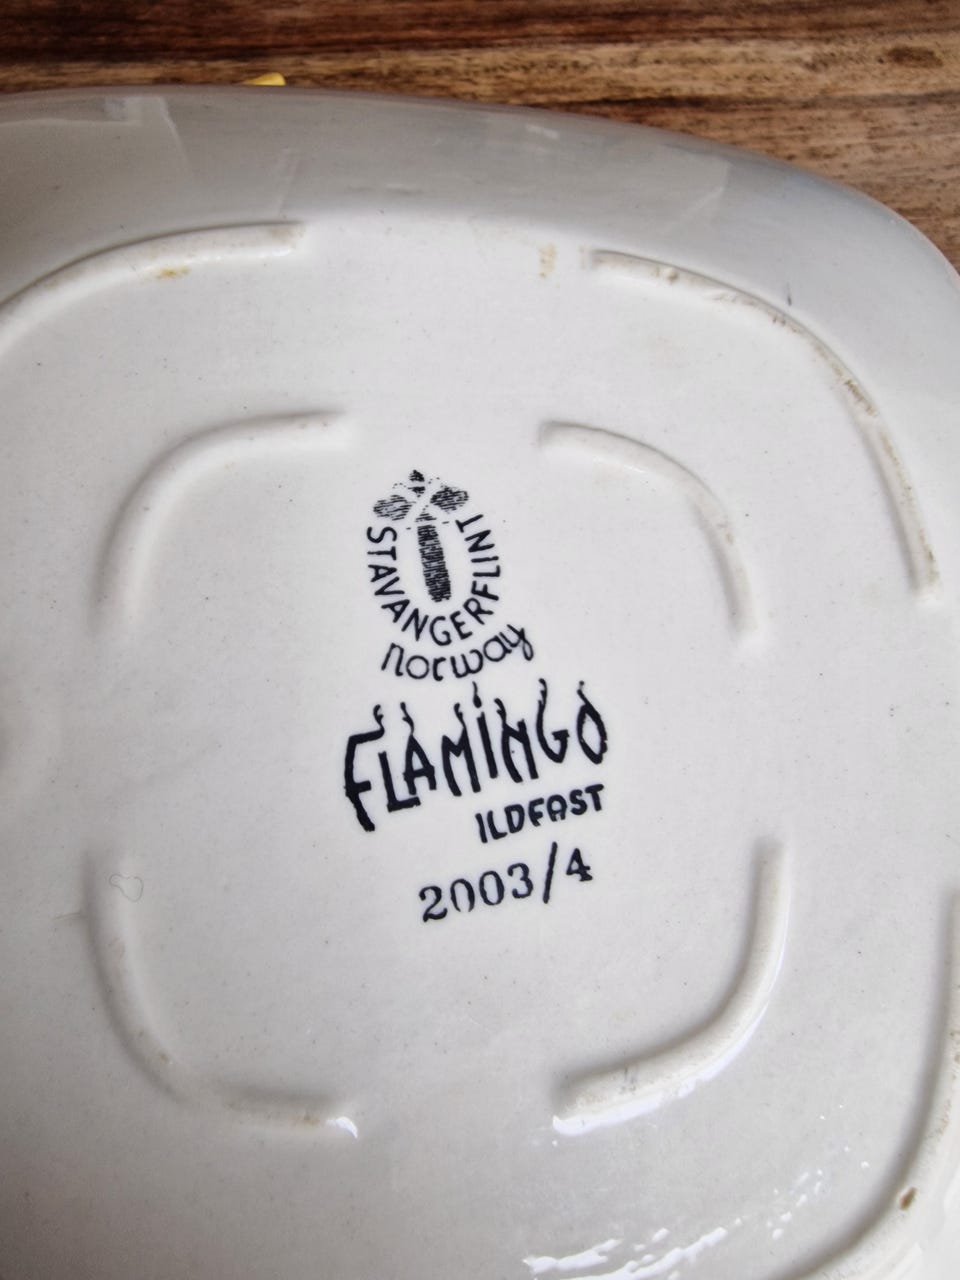 STAVANGERFLINT
norway
FLAMINGO
ILDFAST
2003/4